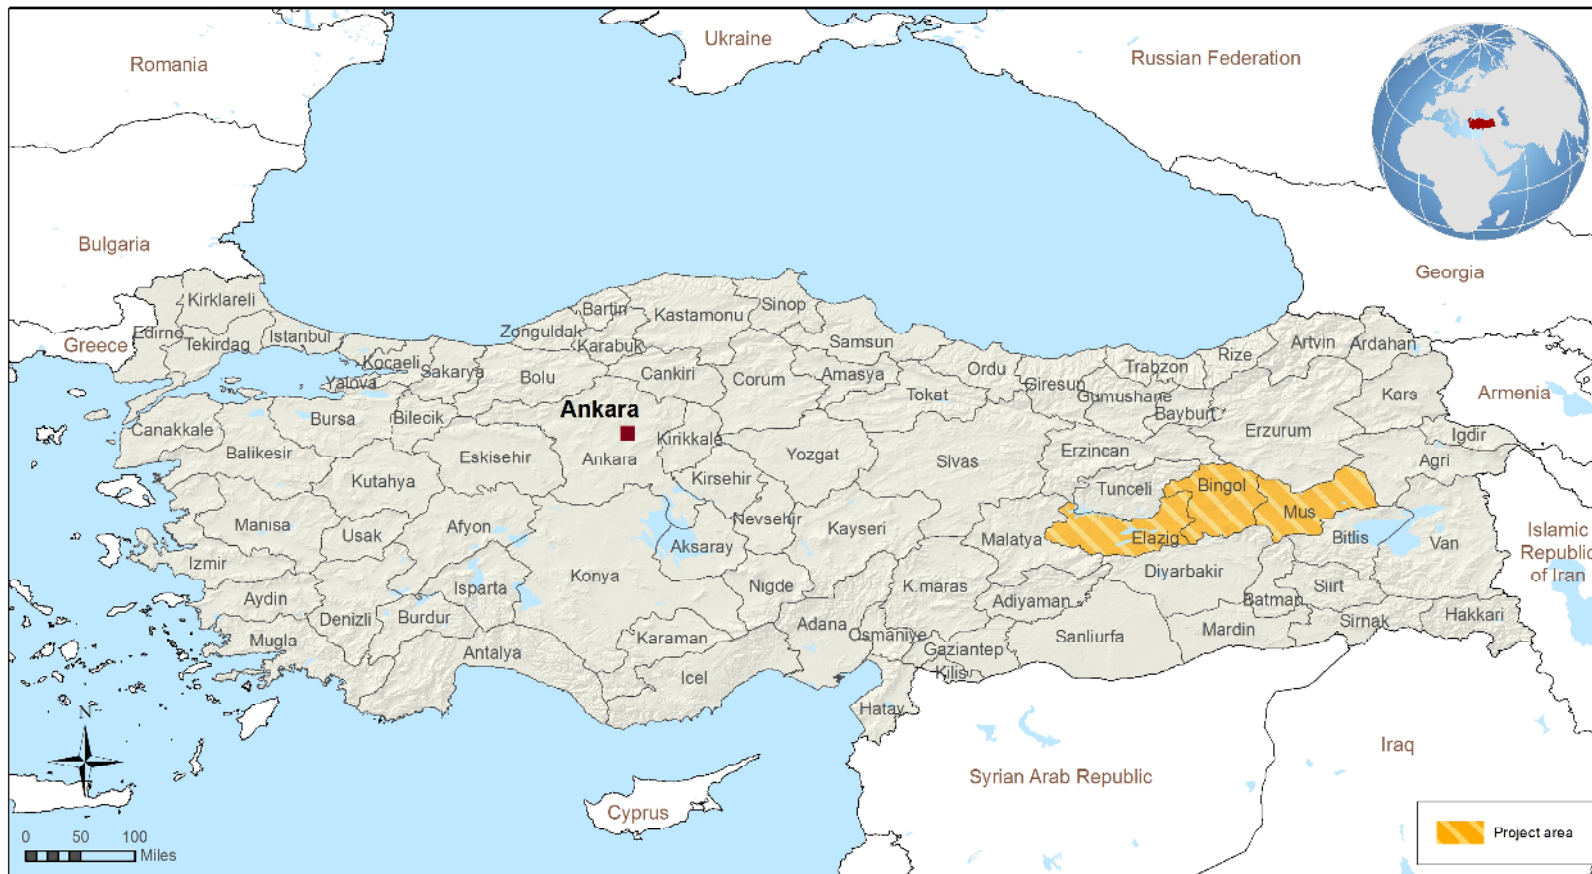 Ukraine
Romania
Russian Federation
Bulgaria
Georgia
Kirklareli
Sinop
Bartin
Kastamonu
Edirne
Zonguldak
Istanbul
Greece
Tekirdag
Karabuk
Samsun
Artvin
Ardahan
Rize
Kocaeli
Sakarya
Bolu
Cankiri
Corum
Amasya
Ordu
Trabzon
Yalova
Giresun
Gumushane
Tokat
Kars
Armenia
Ankara
Bursa
Bilecik
Bayburt
Canakkale
Kirikkale
Erzurum
Igdir
Balikesir
Eskisehir
Ankara
Yozgat
Sivas
Erzincan
Agri
Kutahya
Kirsehir
Tunceli
Bingol
Manisa
Usak
Afyon
Nevsehir
Kayseri
Mus
Malatya
Elazig
Bitlis
Van
Islamic
Republic
of Iran
Izmir
Aksaray
Konya
Isparta
Nigde
K.maras
Diyarbakir
Siirt
Aydin
Denizli
Burdur
Adiyaman
Batman
Hakkari
Mugla
Karaman
Adana
Osmaniye
Sanliurfa
Mardin
Sirnak
Antalya
Gaziantep
Icel
Kilis
Hatay
N
Syrian Arab Republic
Iraq
Cyprus
0 50 100
Miles
Project area